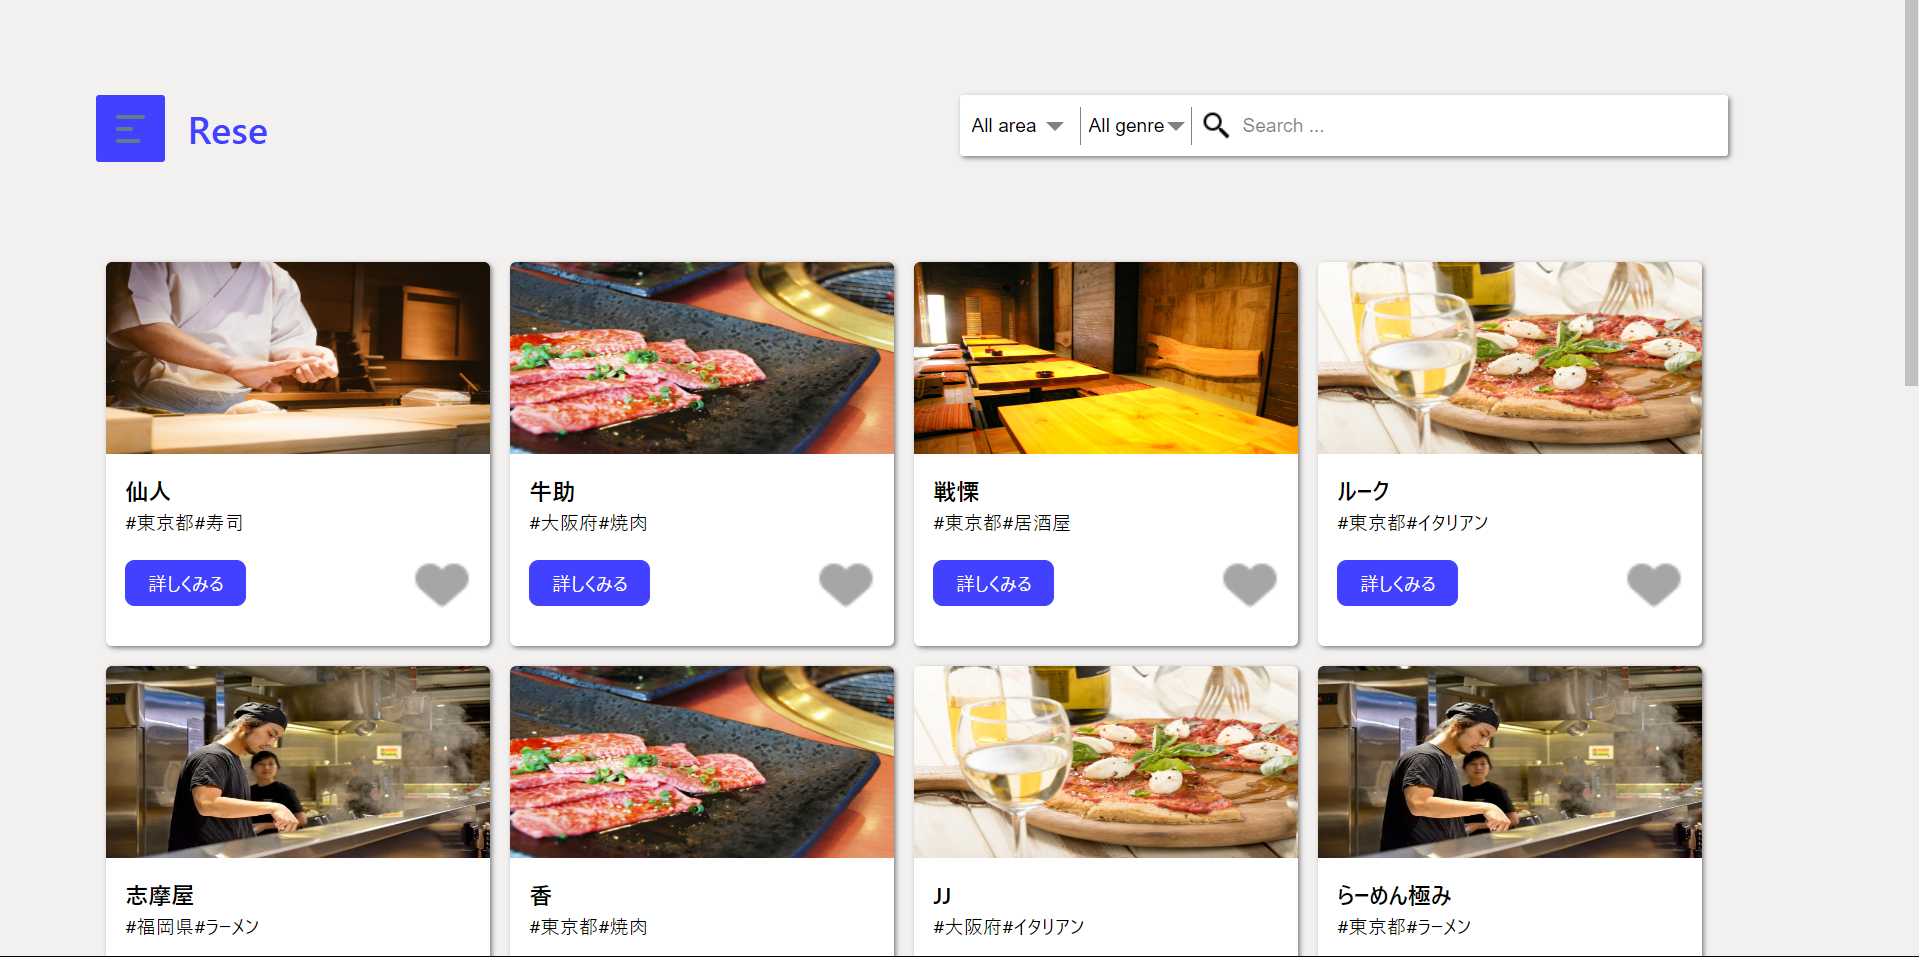 Rese
All area
All genre
Search ...
仙人
#東京都#寿司
詳しくみる
牛助
#大阪府#焼肉
詳しくみる
戦慄
#東京都#居酒屋
詳しくみる
ルーク
#東京都#イタリアン
詳しくみる
志摩屋
#福岡県#ラーメン
香
#東京都#焼肉
JJ
#大阪府#イタリアン
らーめん極み
#東京都#ラーメン